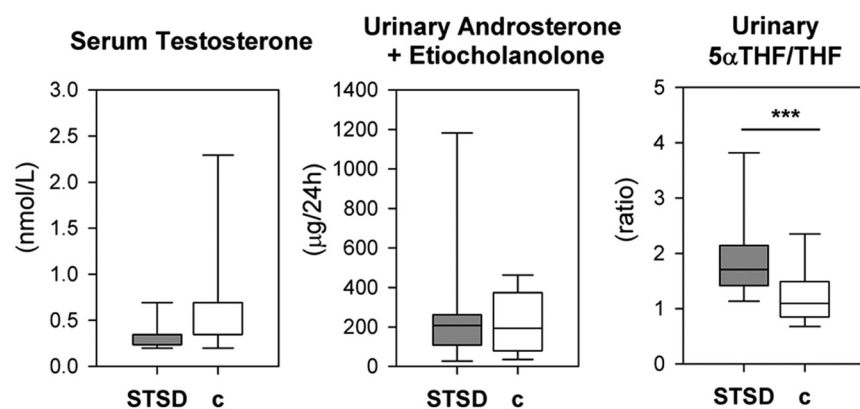 Serum Testosterone
(nmol/L)
3.0
2.5
2.0
1.5
1.0
0.5
0.0
STSD c
Urinary Androsterone
+ Etiocholanolone
(μg/24h)
1400
1200
1000
800
600
400
200
0
STSD c
Urinary
5αTHF/THF
(ratio)
5
4
3
2
1
0
***
STSD c